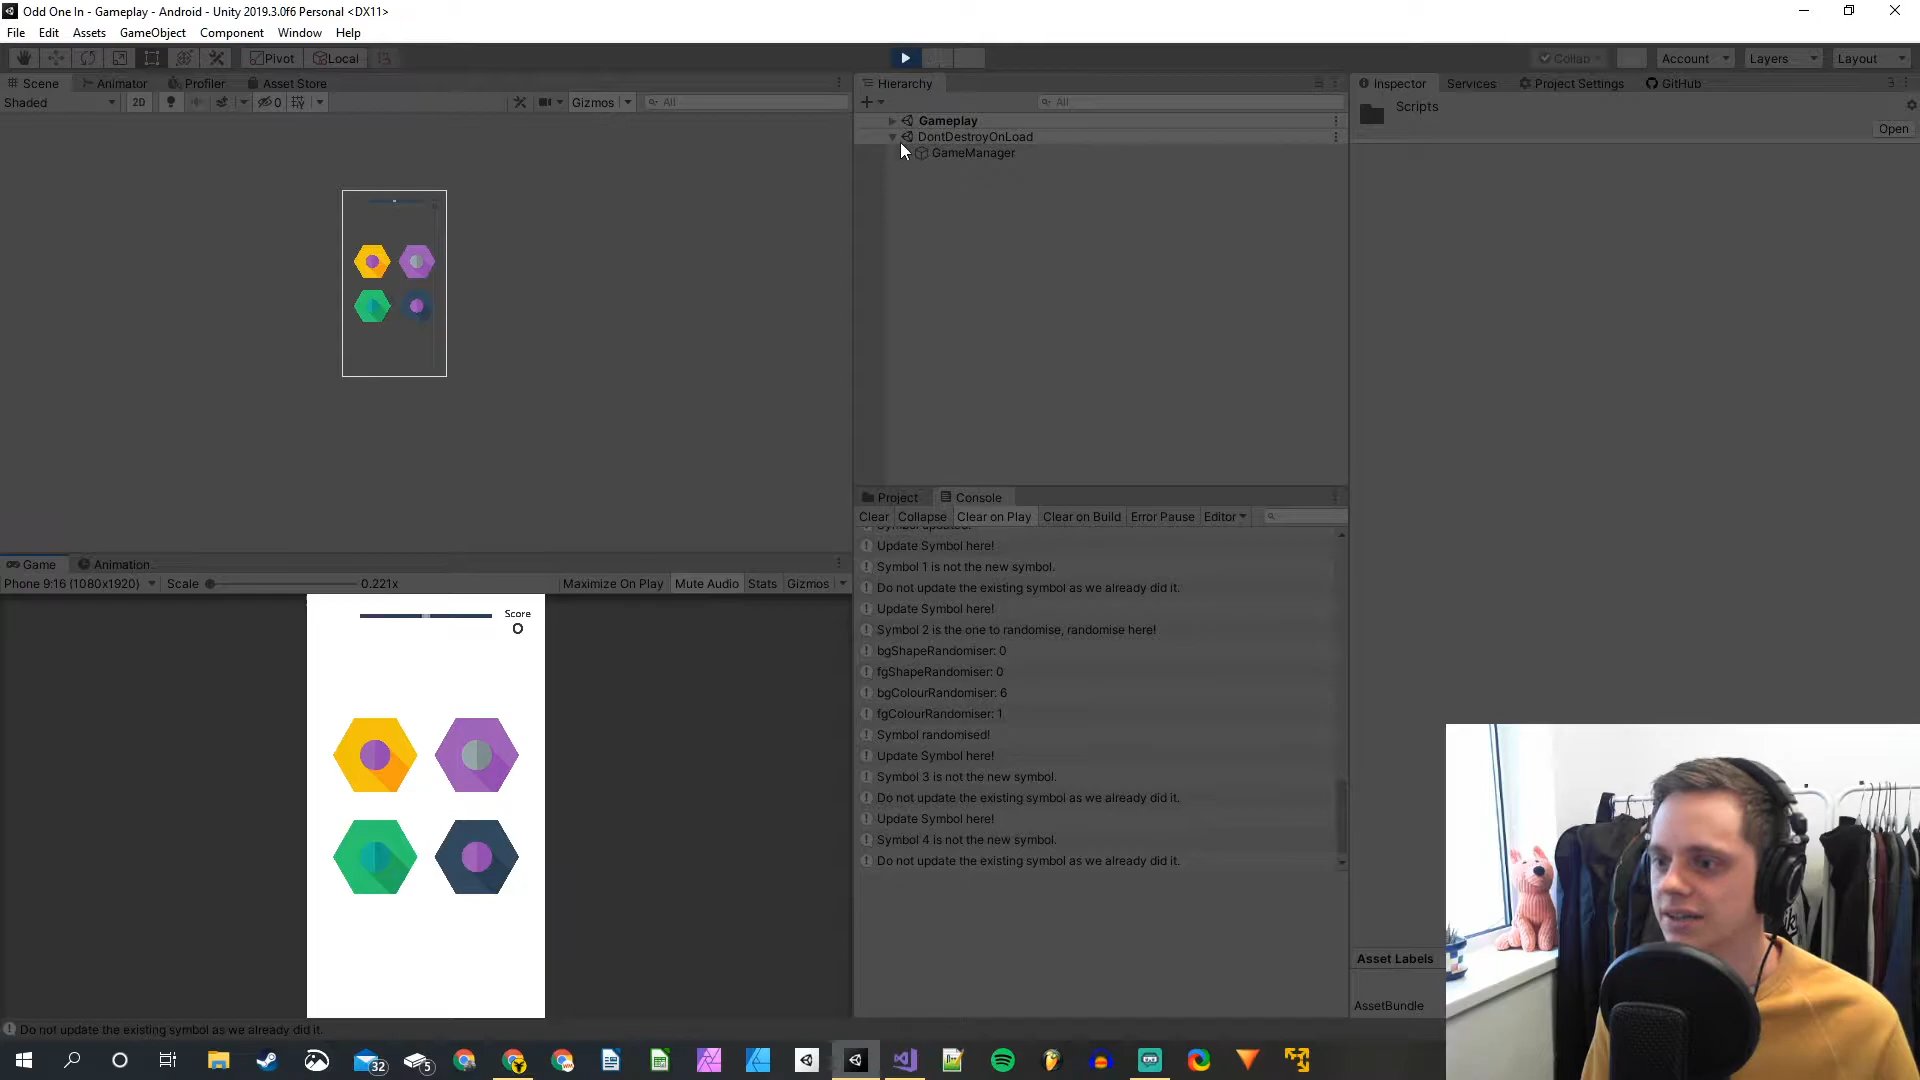 Odd One In - Gameplay - Android - Unity 2019.3.0f6 Personal <DX11>
File Edit Assets GameObject Component Window Help
Pivot Local Collab Account Layers Layout
Scene Animator Profiler Asset Store
Shaded 2D 0 Gizmos All
Hierarchy
All
Gameplay
DontDestroyOnLoad
GameManager
Inspector Services Project Settings GitHub
Scripts
Open
Project Console
Clear Collapse Clear on Play Clear on Build Error Pause Editor
Symbol updated!
Update Symbol here!
Symbol 1 is not the new symbol.
Do not update the existing symbol as we already did it.
Update Symbol here!
Symbol 2 is the one to randomise, randomise here!
bgShapeRandomiser: 0
fgShapeRandomiser: 0
bgColourRandomiser: 6
fgColourRandomiser: 1
Symbol randomised!
Update Symbol here!
Symbol 3 is not the new symbol.
Do not update the existing symbol as we already did it.
Update Symbol here!
Symbol 4 is not the new symbol.
Do not update the existing symbol as we already did it.
Game Animation
Phone 9:16 (1080x1920) Scale 0.221x Maximize On Play Mute Audio Stats Gizmos
Score
0
Asset Labels
AssetBundle
Do not update the existing symbol as we already did it.
32
5